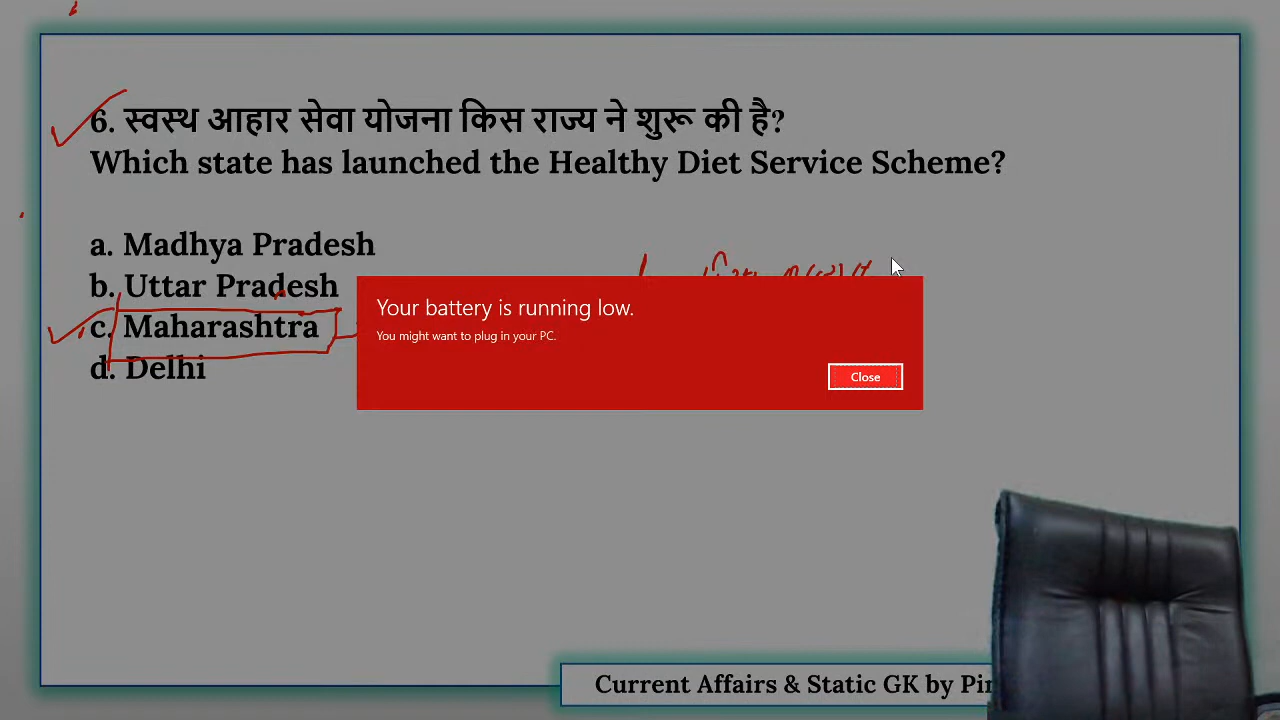 6. स्वस्थ आहार सेवा योजना किस राज्य ने शुरू की है?
Which state has launched the Healthy Diet Service Scheme?
a. Madhya Pradesh
b. Uttar Pradesh
c. Maharashtra
d. Delhi
Your battery is running low.
You might want to plug in your PC.
Close
Current Affairs & Static GK by